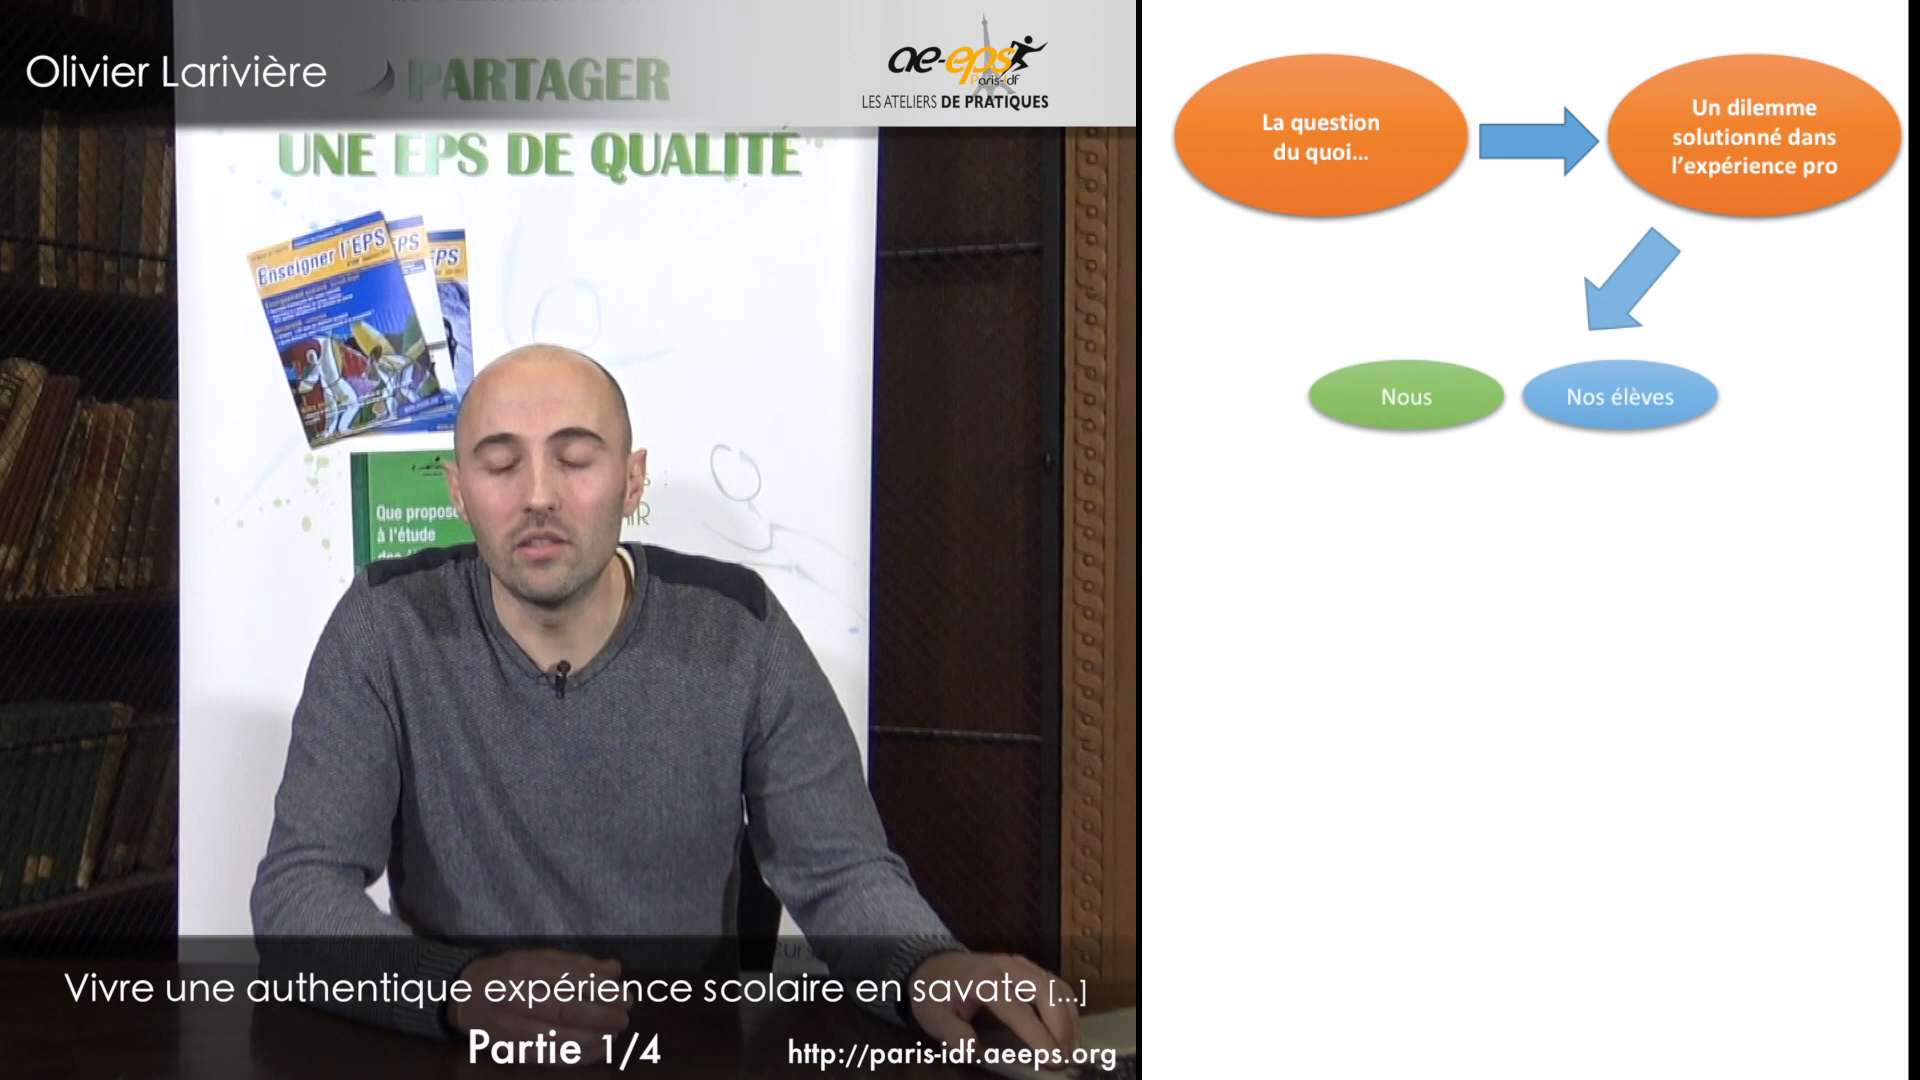 Olivier Larivière
PARTAGER
UNE EPS DE QUALITÉ
ae-eps
Paris-idf
LES ATELIERS DE PRATIQUES
Enseigner l'EPS
EPS
EPS
Que propose
à l'étude
Vivre une authentique expérience scolaire en savate [...]
Partie 1/4
http://paris-idf.aeeps.org
La question
du quoi...
Un dilemme
solutionné dans
l'expérience pro
Nous
Nos élèves